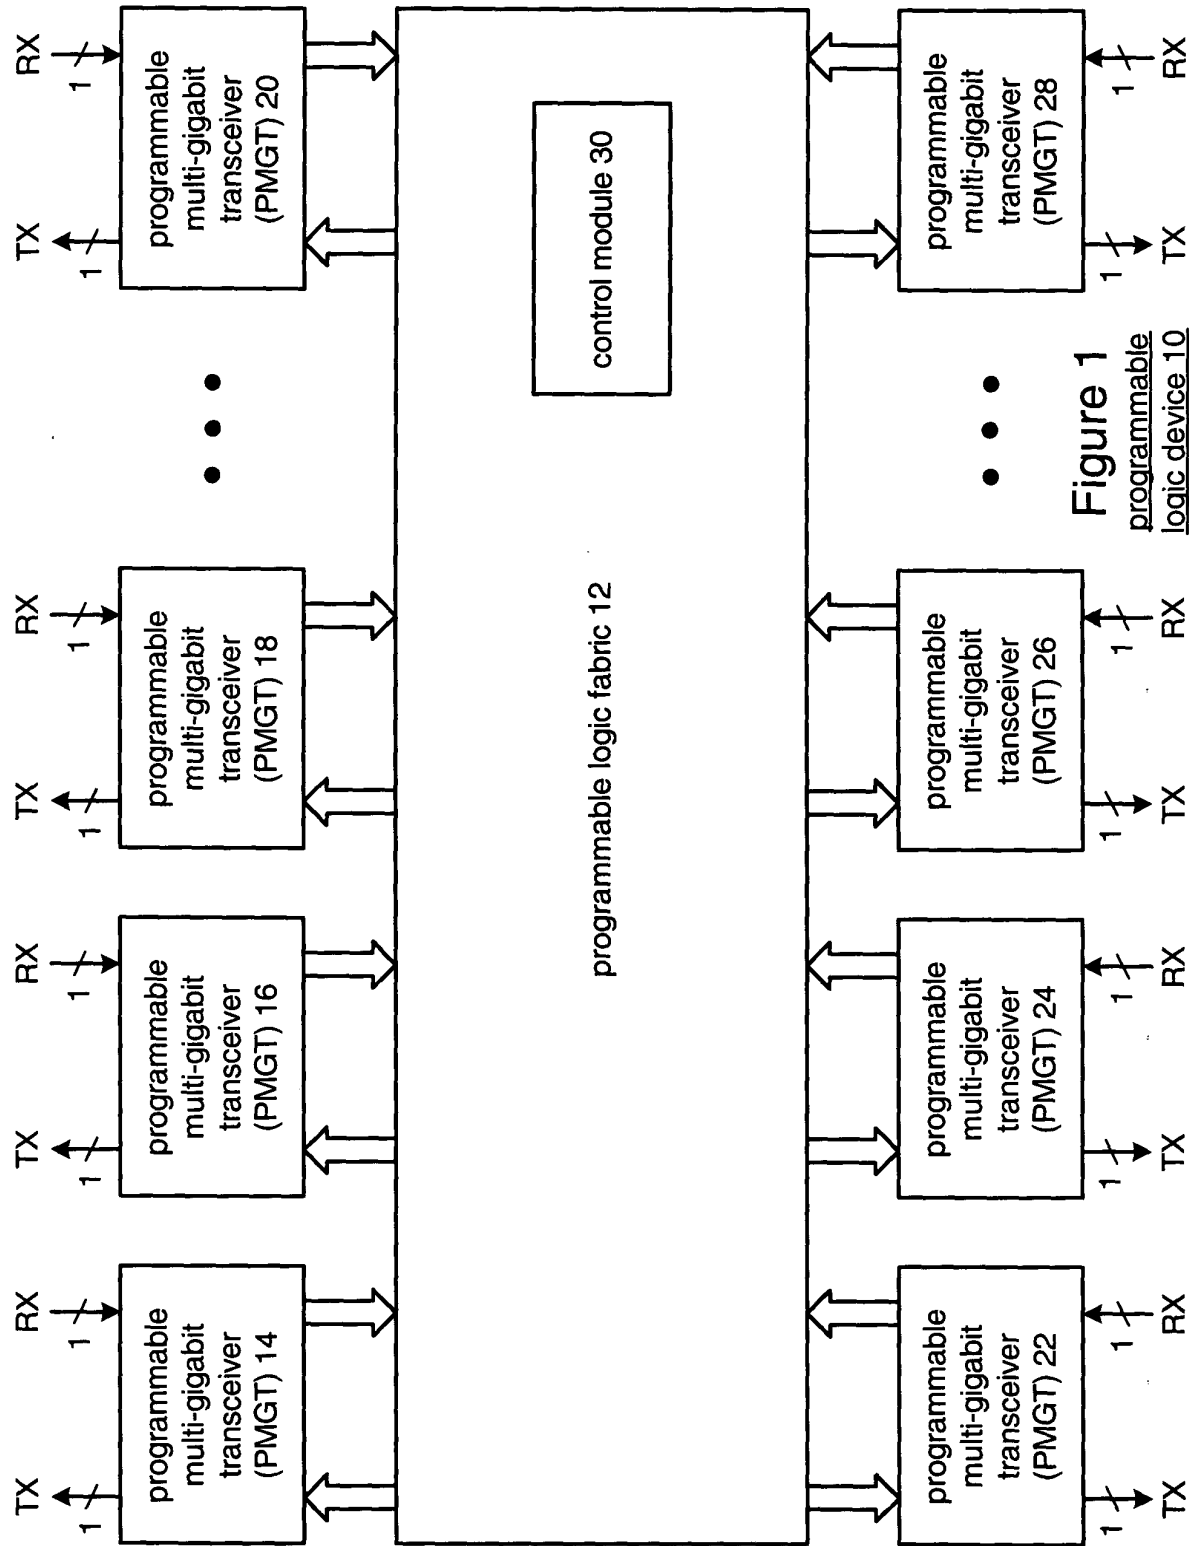 TX
RX
TX
RX
TX
RX
TX
RX
1
1
1
1
1
1
1
1
programmable
multi-gigabit
transceiver
(PMGT) 14
programmable
multi-gigabit
transceiver
(PMGT) 16
programmable
multi-gigabit
transceiver
(PMGT) 18
programmable
multi-gigabit
transceiver
(PMGT) 20
programmable logic fabric 12
control module 30
programmable
multi-gigabit
transceiver
(PMGT) 22
programmable
multi-gigabit
transceiver
(PMGT) 24
programmable
multi-gigabit
transceiver
(PMGT) 26
programmable
multi-gigabit
transceiver
(PMGT) 28
1
1
1
1
1
1
1
1
TX
RX
TX
RX
TX
RX
TX
RX
Figure 1
programmable
logic device 10